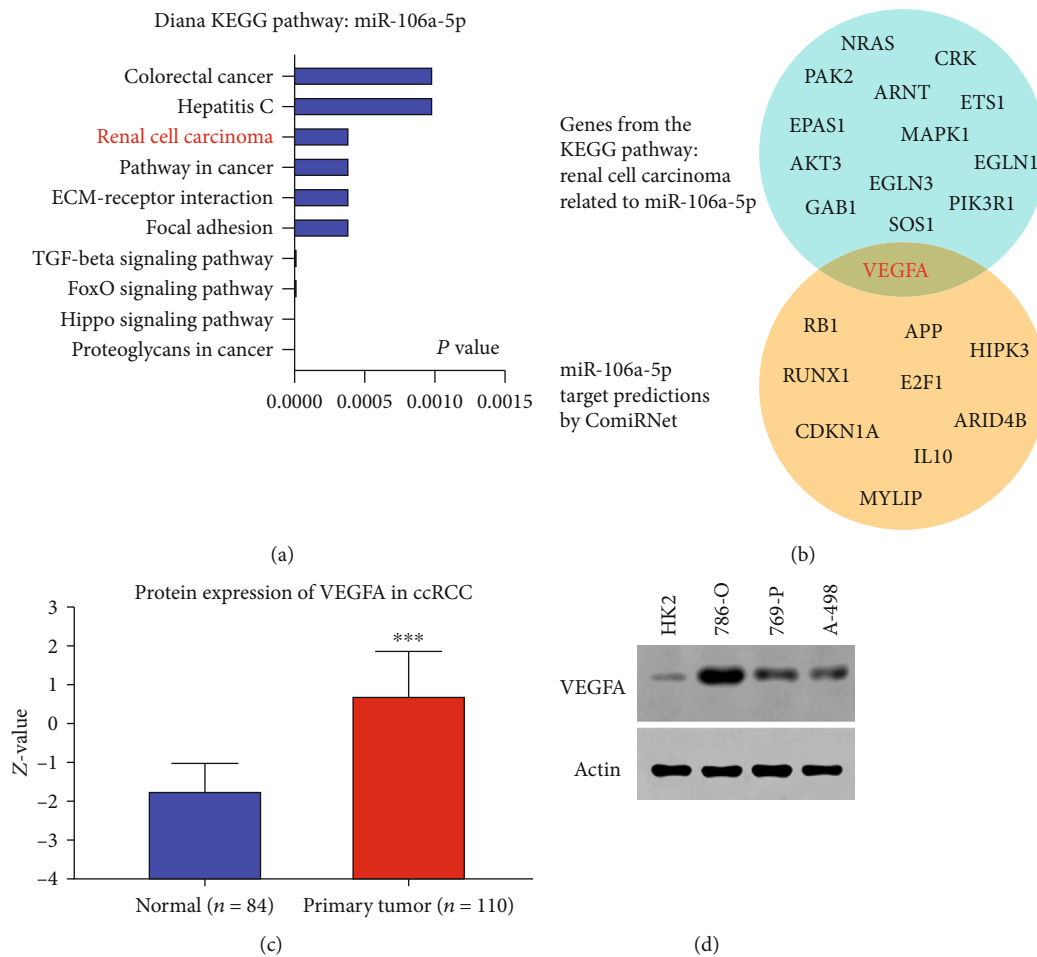 Diana KEGG pathway: miR-106a-5p
Colorectal cancer
Hepatitis C
Renal cell carcinoma
Pathway in cancer
ECM-receptor interaction
Focal adhesion
TGF-beta signaling pathway
FoxO signaling pathway
Hippo signaling pathway
Proteoglycans in cancer
P value
0.0000 0.0005 0.0010 0.0015
(a)
Genes from the
KEGG pathway:
renal cell carcinoma
related to miR-106a-5p
NRAS
CRK
PAK2
ARNT
ETS1
EPAS1
MAPK1
AKT3
EGLN1
EGLN3
GAB1
PIK3R1
SOS1
VEGFA
miR-106a-5p
target predictions
by ComiRNet
RB1
APP
HIPK3
RUNX1
E2F1
CDKN1A
ARID4B
IL10
MYLIP
(b)
Protein expression of VEGFA in ccRCC
Z-value
3
2
1
0
−1
−2
−3
−4
***
Normal (n = 84)
Primary tumor (n = 110)
(c)
HK2
786-O
769-P
A-498
VEGFA
Actin
(d)